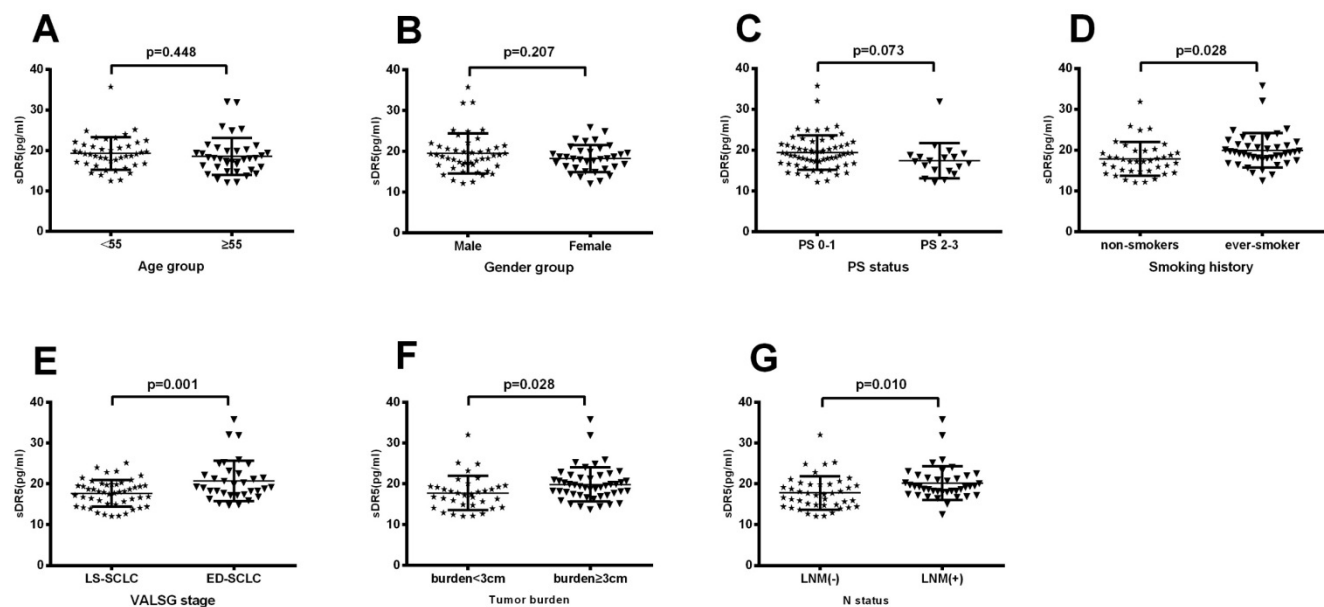 A
p=0.448
sDR5(pg/ml)
40
30
20
10
0
<55
≥55
Age group
B
p=0.207
sDR5(pg/ml)
40
30
20
10
0
Male
Female
Gender group
C
p=0.073
sDR5(pg/ml)
40
30
20
10
0
PS 0-1
PS 2-3
PS status
D
p=0.028
sDR5(pg/ml)
40
30
20
10
0
non-smokers
ever-smoker
Smoking history
E
p=0.001
sDR5(pg/ml)
40
30
20
10
0
LS-SCLC
ED-SCLC
VALSG stage
F
p=0.028
sDR5(pg/ml)
40
30
20
10
0
burden<3cm
burden≥3cm
Tumor burden
G
p=0.010
sDR5(pg/ml)
40
30
20
10
0
LNM(-)
LNM(+)
N status